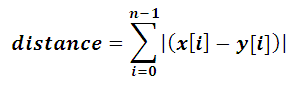 distance = ∑_{i=0}^{n−1} |(x[i] − y[i])|